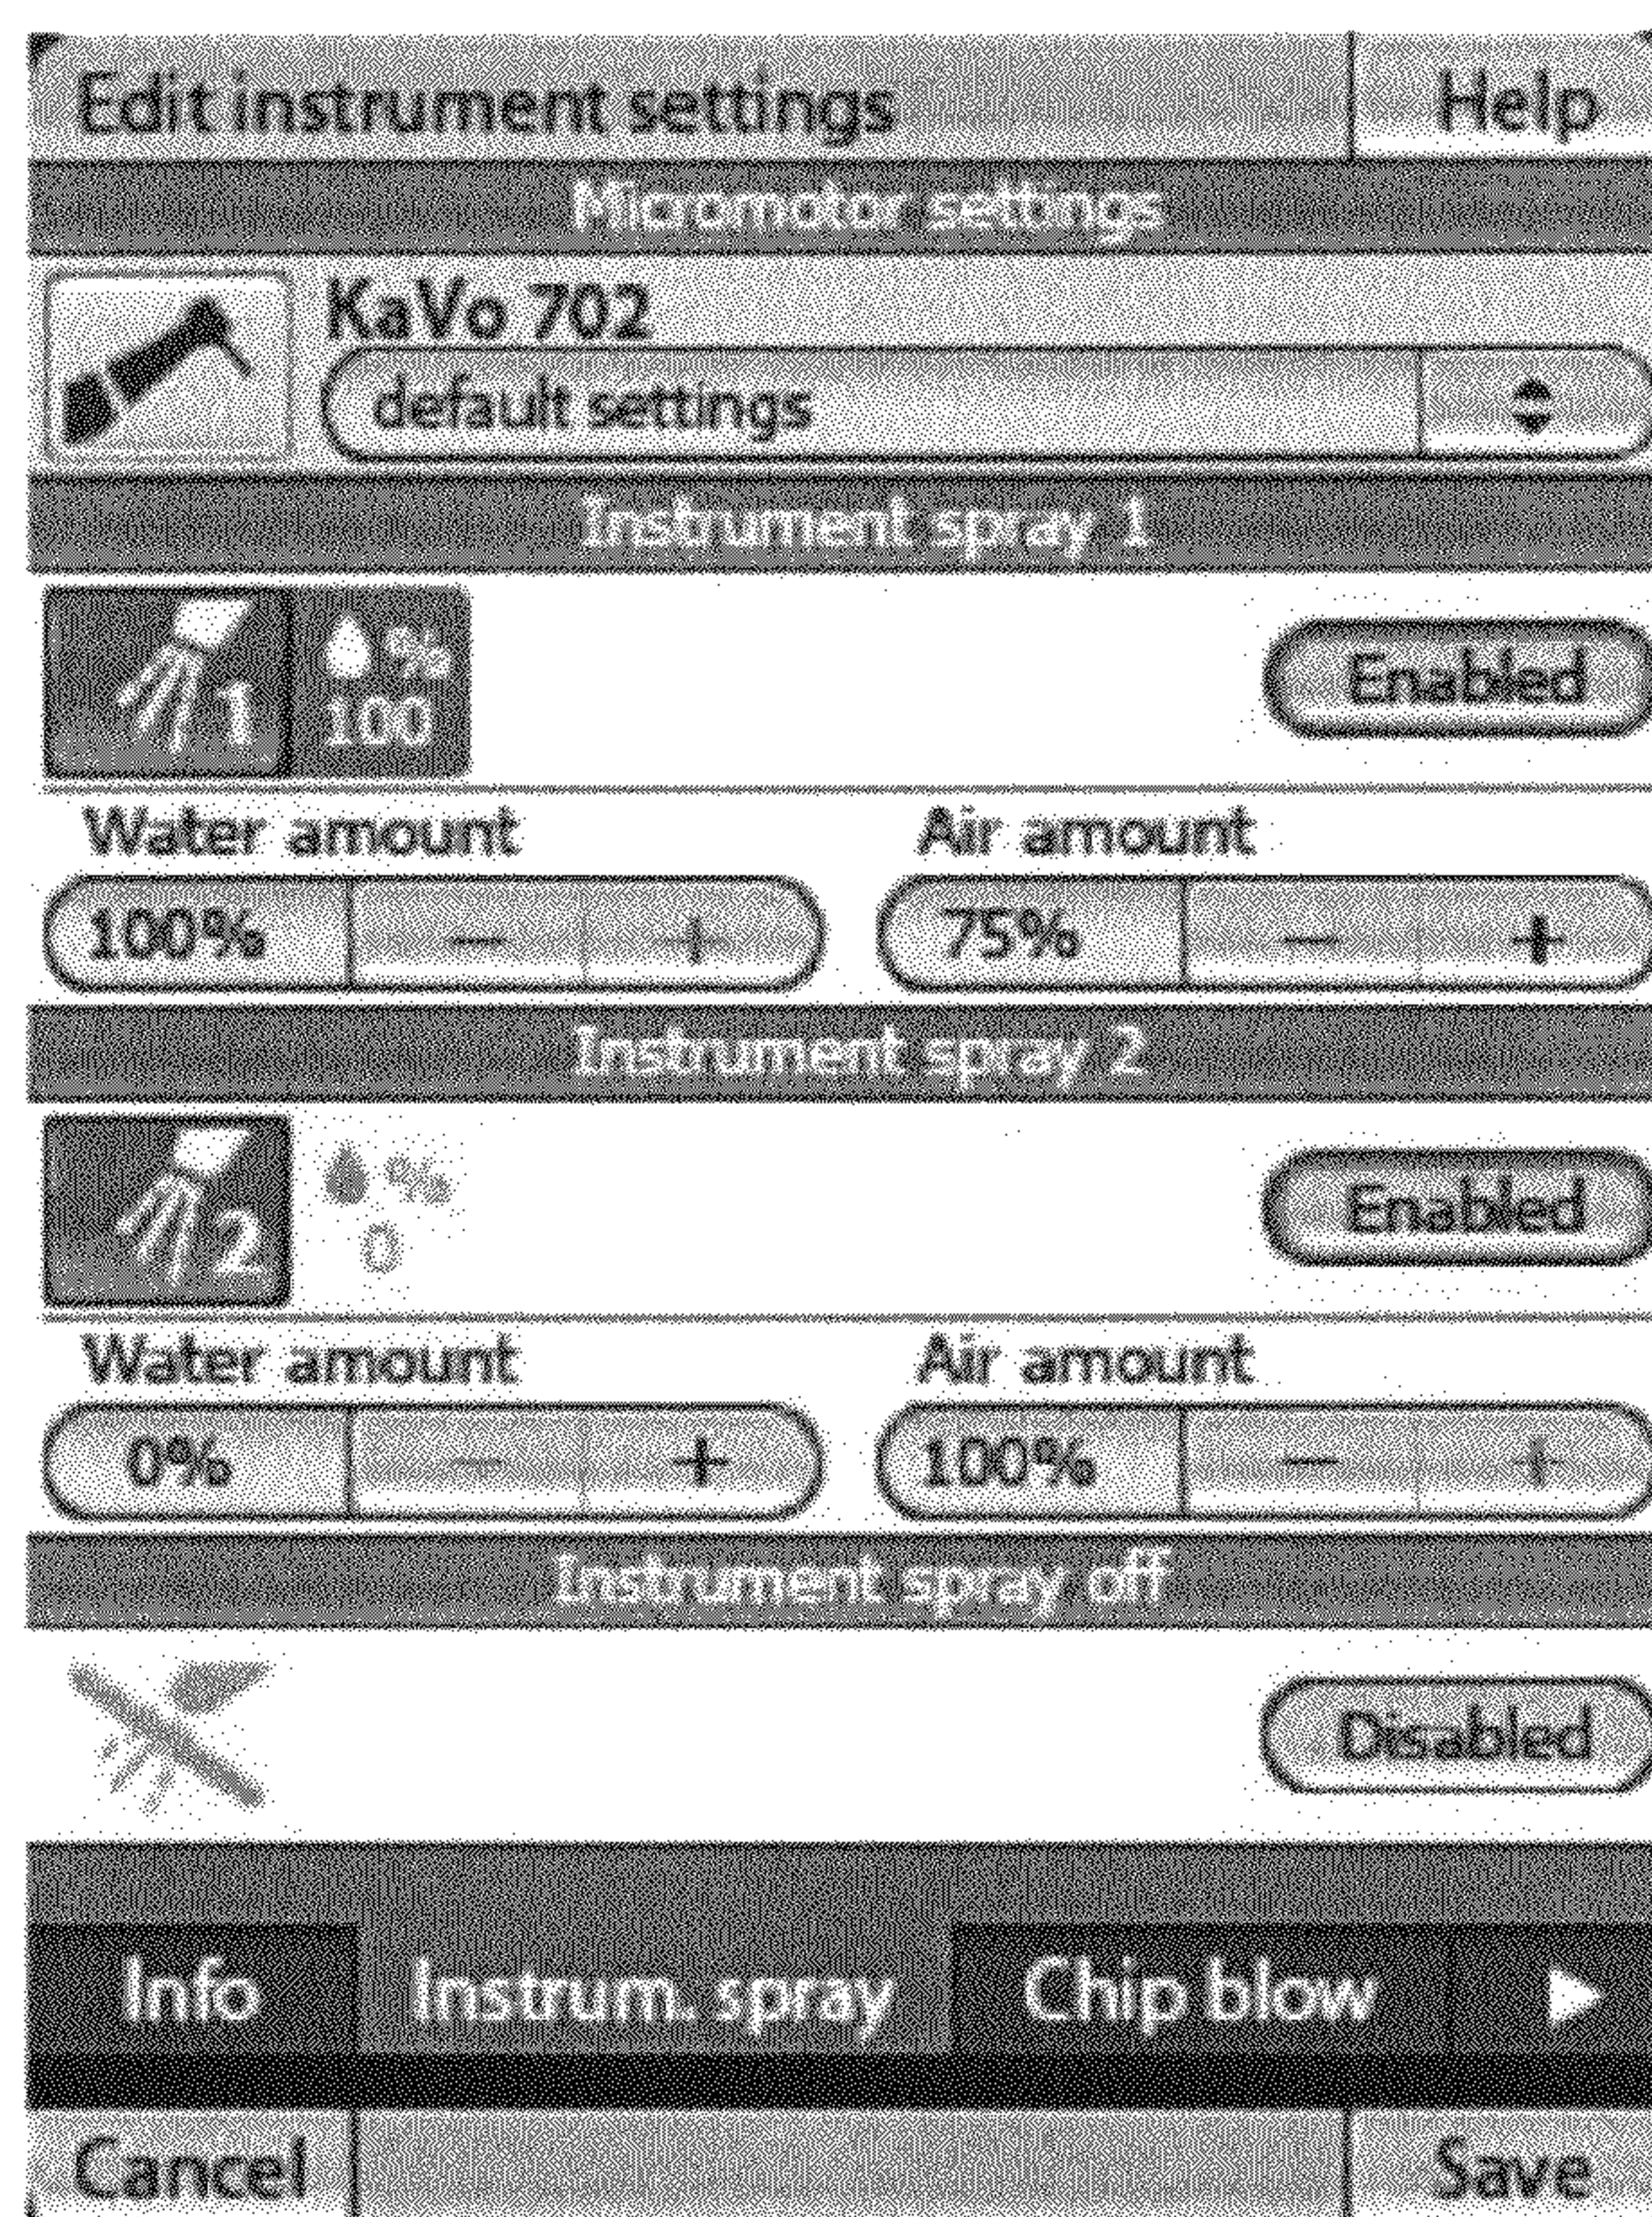 Edit instrument settings Help
Micromotor settings
KaVo 702
default settings
Instrument spray 1
1 % 100 Enabled
Water amount Air amount
100% − + 75% − +
Instrument spray 2
2 % 0 Enabled
Water amount Air amount
0% − + 100% − +
Instrument spray off
Disabled
Info Instrum. spray Chip blow
Cancel Save